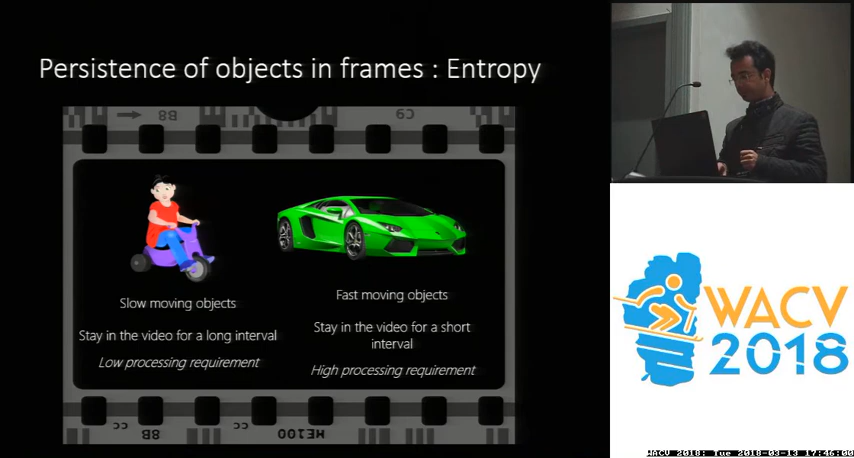 Persistence of objects in frames : Entropy
Slow moving objects
Stay in the video for a long interval
Low processing requirement
Fast moving objects
Stay in the video for a short
interval
High processing requirement
WACV
2018
WACV 2018: Tue 2018-03-13 17:46:00